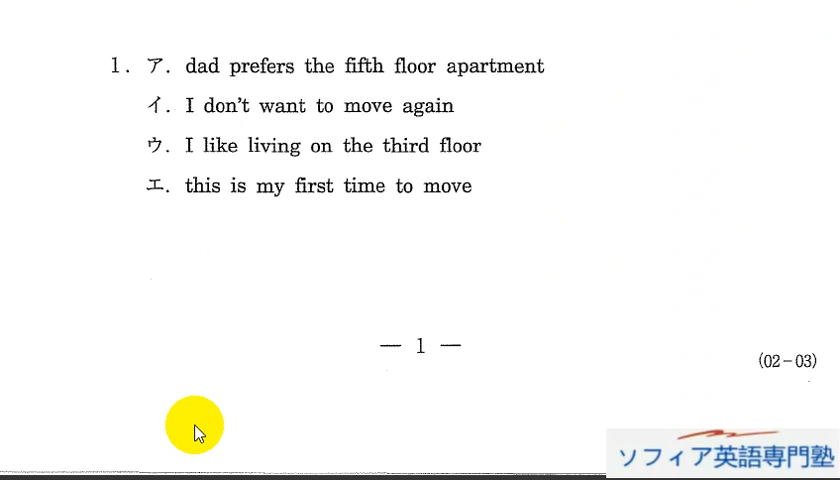 1. ア. dad prefers the fifth floor apartment
イ. I don't want to move again
ウ. I like living on the third floor
エ. this is my first time to move
— 1 —
(02−03)
ソフィア英語専門塾